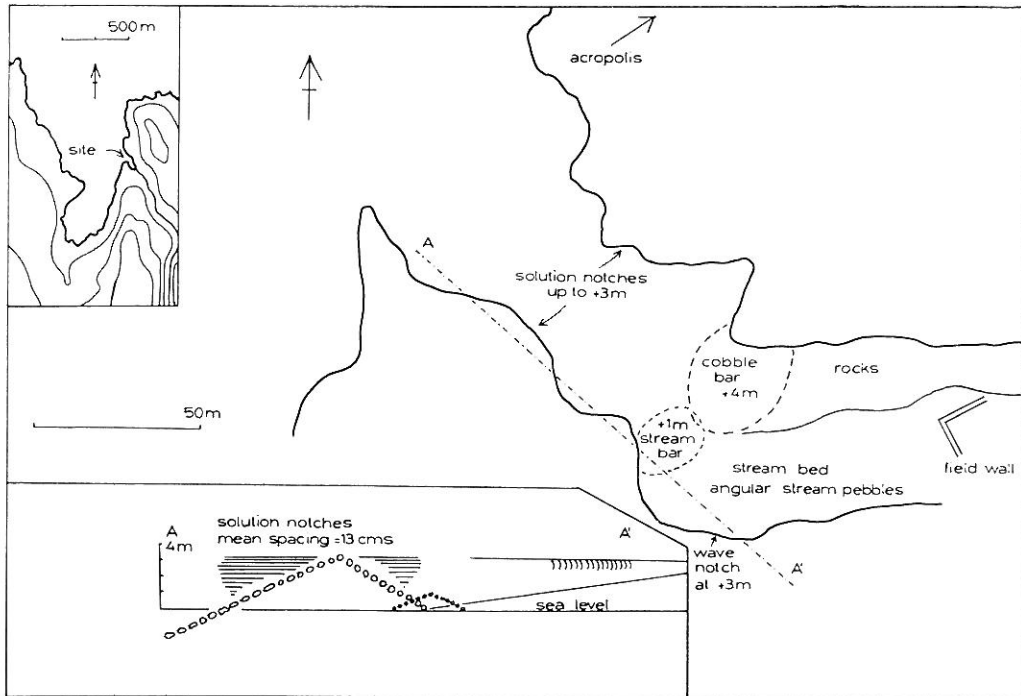 500m
site
acropolis
A
solution notches
up to +3m
cobble
bar
+4m
rocks
50m
+1m
stream
bar
stream bed
angular stream pebbles
field wall
wave
notch
at +3m
A'
A
4m
solution notches
mean spacing =13 cms
A'
sea level